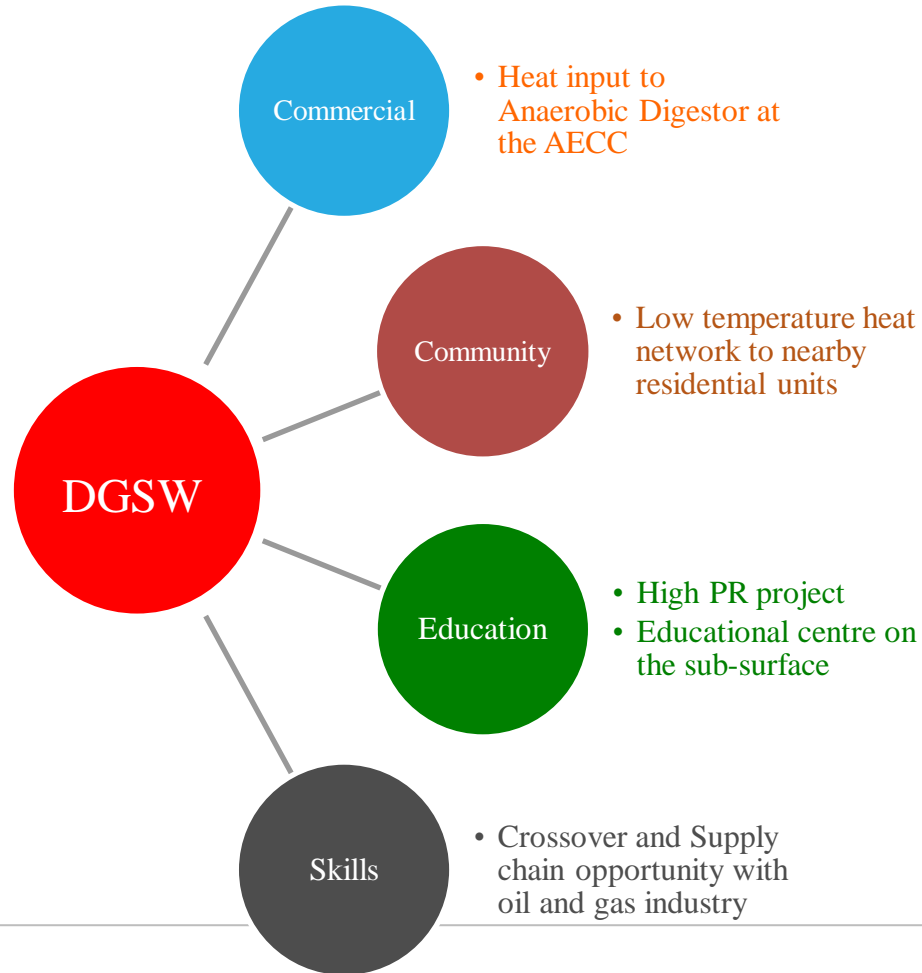 Commercial
• Heat input to
Anaerobic Digestor at
the AECC
Community
• Low temperature heat
network to nearby
residential units
DGSW
Education
• High PR project
• Educational centre on
the sub-surface
Skills
• Crossover and Supply
chain opportunity with
oil and gas industry